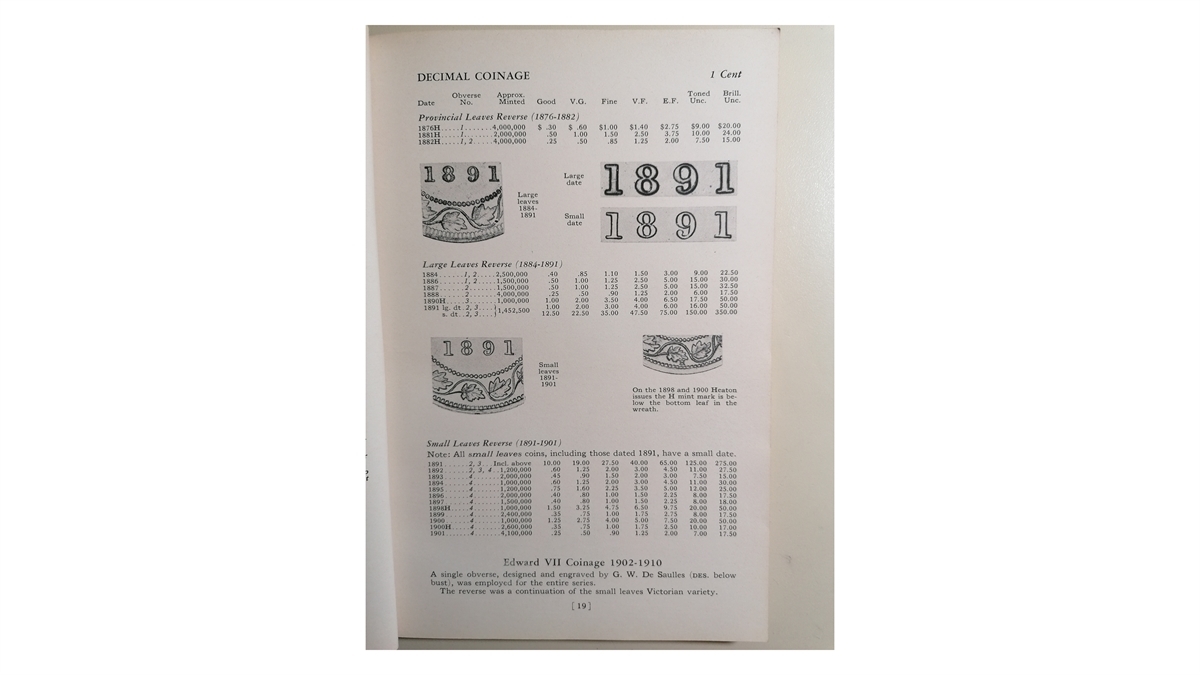 DECIMAL COINAGE 1 Cent
Date Obverse No. Approx. Minted Good V.G. Fine V.F. E.F. Toned Unc. Brill. Unc.
Provincial Leaves Reverse (1876-1882)
1876H.....1.......4,000,000 $ .30 $ .60 $1.00 $1.40 $2.75 $9.00 $20.00
1881H.....1.......2,000,000 .50 1.00 1.50 2.50 3.75 10.00 24.00
1882H.....1, 2....4,000,000 .25 .50 .85 1.25 2.00 7.50 15.00
1891
Large leaves 1884-1891
Large date
1891
Small date
1891
Large Leaves Reverse (1884-1891)
1884......1, 2.....2,500,000 .40 .85 1.10 1.50 3.00 9.00 22.50
1886......1, 2.....1,500,000 .50 1.00 1.25 2.50 5.00 15.00 30.00
1887......2.......1,500,000 .50 1.00 1.25 2.50 5.00 15.00 32.50
1888......2.......4,000,000 .25 .50 .90 1.25 2.00 6.00 17.50
1890H.....3.......1,000,000 1.00 2.00 3.50 4.00 6.50 17.50 50.00
1891 lg. dt. 2, 3....} 1,452,500 1.00 2.00 3.00 4.00 6.00 16.00 50.00
s. dt. . 2, 3....} 12.50 22.50 35.00 47.50 75.00 150.00 350.00
1891
Small leaves 1891-1901
On the 1898 and 1900 Heaton
issues the H mint mark is be-
low the bottom leaf in the
wreath.
Small Leaves Reverse (1891-1901)
Note: All small leaves coins, including those dated 1891, have a small date.
1891......2, 3...Incl. above 10.00 19.00 27.50 40.00 65.00 125.00 275.00
1892......2, 3, 4..1,200,000 .60 1.25 2.00 3.00 4.50 11.00 27.50
1893......4.......2,000,000 .45 .90 1.50 2.00 3.00 7.50 15.00
1894......4.......1,000,000 .60 1.25 2.00 3.00 4.50 11.00 30.00
1895......4.......1,200,000 .75 1.60 2.25 3.50 5.00 12.00 25.00
1896......4.......2,000,000 .40 .80 1.00 1.50 2.25 8.00 17.50
1897......4.......1,500,000 .40 .80 1.00 1.50 2.25 8.00 18.00
1898H.....4.......1,000,000 1.50 3.25 4.75 6.50 9.75 20.00 50.00
1899......4.......2,400,000 .35 .75 1.00 1.75 2.75 8.00 17.50
1900......4.......1,000,000 1.25 2.75 4.00 5.00 7.50 20.00 50.00
1900H.....4.......2,600,000 .35 .75 1.00 1.75 2.50 10.00 17.00
1901......4.......4,100,000 .25 .50 .90 1.25 2.00 7.00 17.50
Edward VII Coinage 1902-1910
A single obverse, designed and engraved by G. W. De Saulles (DES. below
bust), was employed for the entire series.
The reverse was a continuation of the small leaves Victorian variety.
[ 19 ]